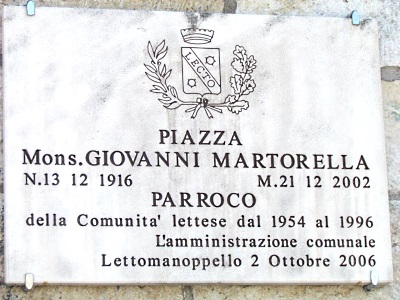 LECTO
PIAZZA
Mons.GIOVANNI MARTORELLA
N.13 12 1916 M.21 12 2002
PARROCO
della Comunita' lettese dal 1954 al 1996
L'amministrazione comunale
Lettomanoppello 2 Ottobre 2006